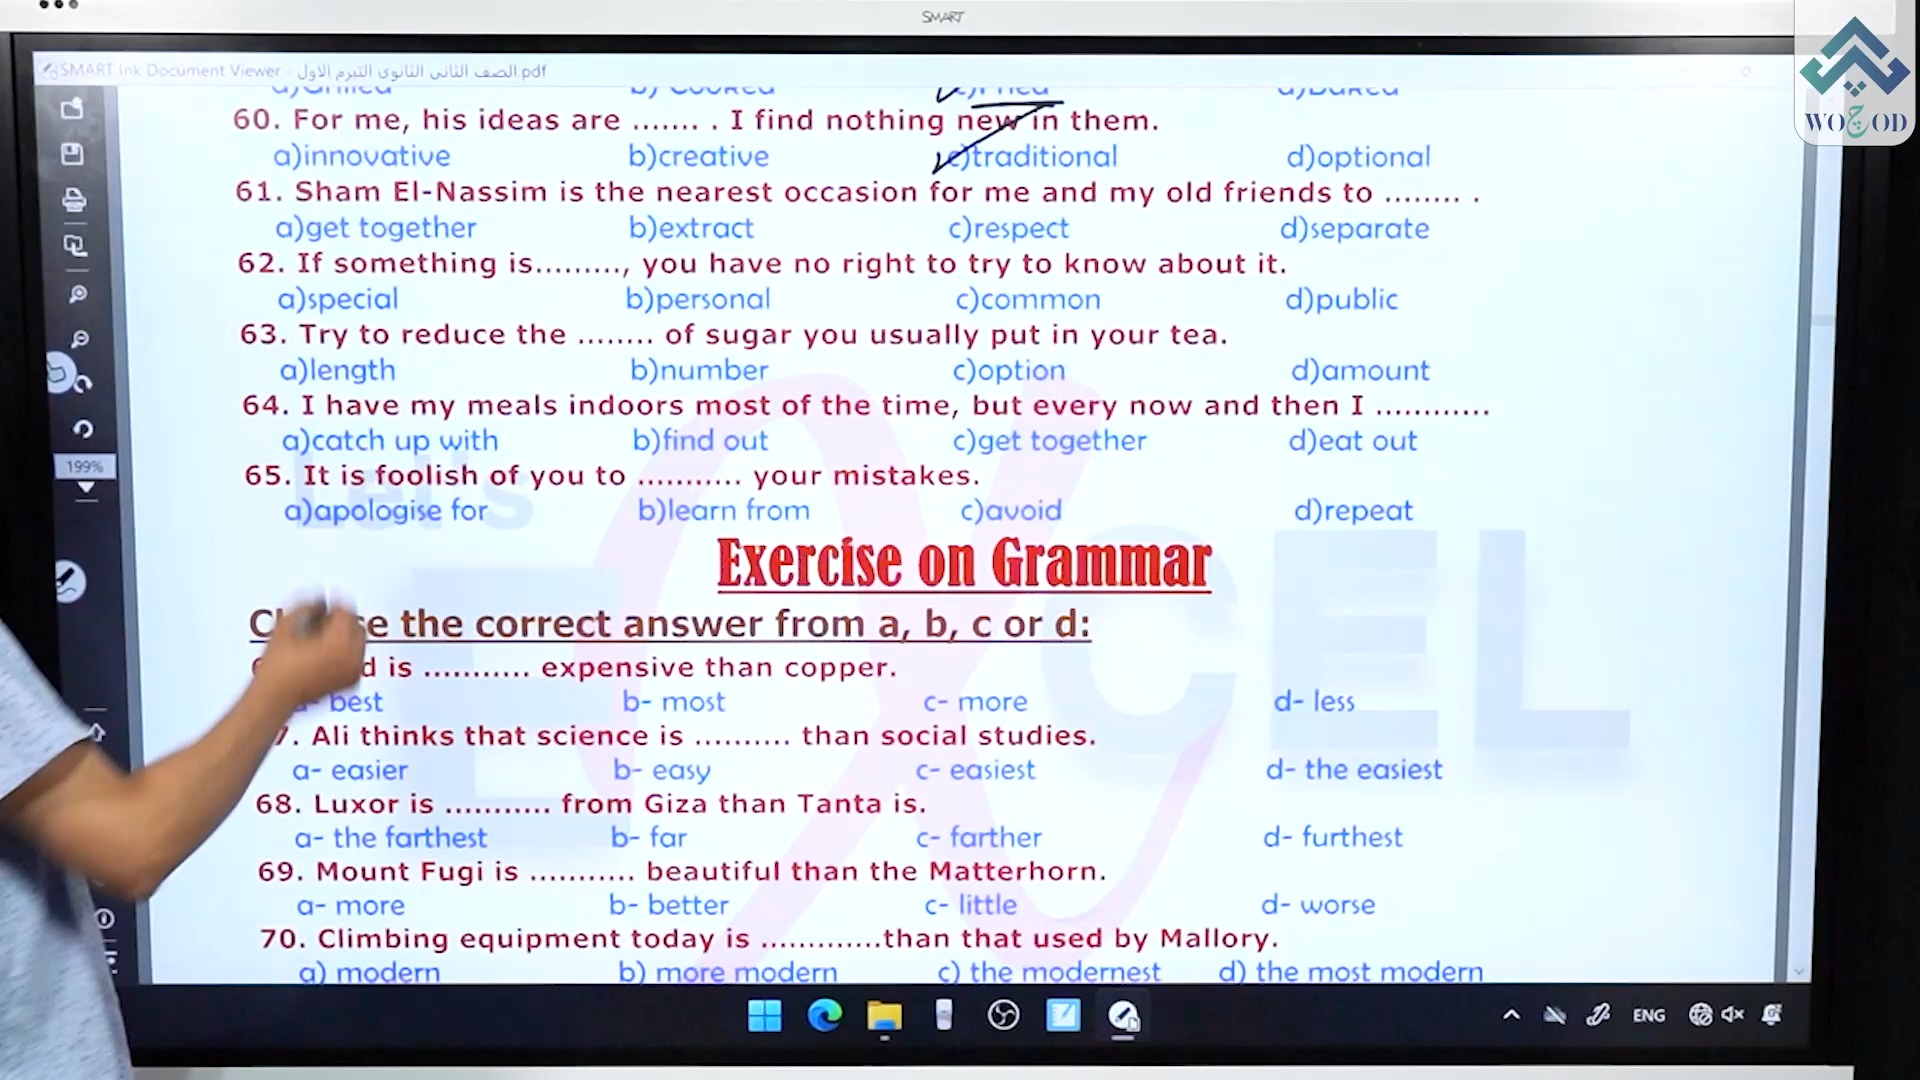 SMART
SMART Ink Document Viewer - الصف الثاني الثانوي التيرم الاول.pdf
WOجOD
a)Grilled b) Cooked c)Fried d)Baked
60. For me, his ideas are ....... . I find nothing new in them.
a)innovative b)creative c)traditional d)optional
61. Sham El-Nassim is the nearest occasion for me and my old friends to ........ .
a)get together b)extract c)respect d)separate
62. If something is........., you have no right to try to know about it.
a)special b)personal c)common d)public
63. Try to reduce the ........ of sugar you usually put in your tea.
a)length b)number c)option d)amount
64. I have my meals indoors most of the time, but every now and then I ............
a)catch up with b)find out c)get together d)eat out
199%
65. It is foolish of you to ........... your mistakes.
a)apologise for b)learn from c)avoid d)repeat
Let's
EXCEL
Exercise on Grammar
the correct answer from a, b, c or d:
is ........... expensive than copper.
best b- most c- more d- less
7. Ali thinks that science is .......... than social studies.
a- easier b- easy c- easiest d- the easiest
68. Luxor is ........... from Giza than Tanta is.
a- the farthest b- far c- farther d- furthest
69. Mount Fugi is ........... beautiful than the Matterhorn.
a- more b- better c- little d- worse
70. Climbing equipment today is .............than that used by Mallory.
a) modern b) more modern c) the modernest d) the most modern
ENG